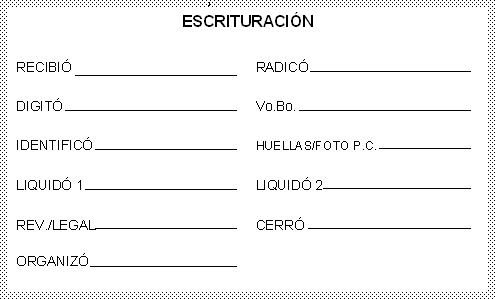 ESCRITURACIÓN
RECIBIÓ RADICÓ
DIGITÓ Vo.Bo.
IDENTIFICÓ HUELLAS/FOTO P.C.
LIQUIDÓ 1 LIQUIDÓ 2
REV./LEGAL CERRÓ
ORGANIZÓ